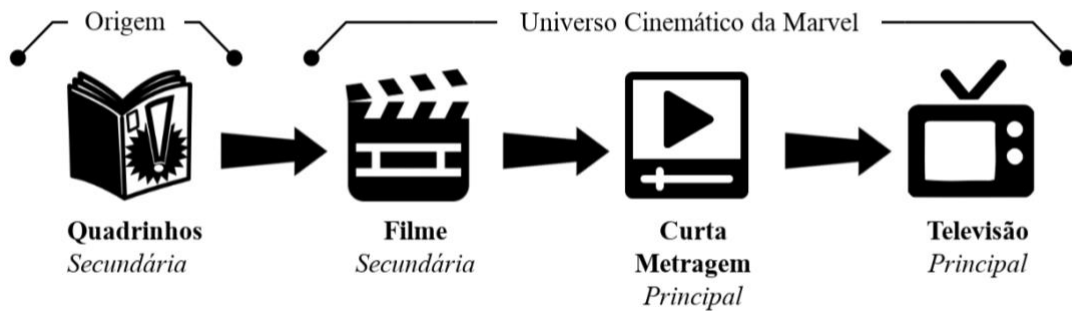 Origem
Universo Cinemático da Marvel
Quadrinhos
Secundária
Filme
Secundária
Curta
Metragem
Principal
Televisão
Principal